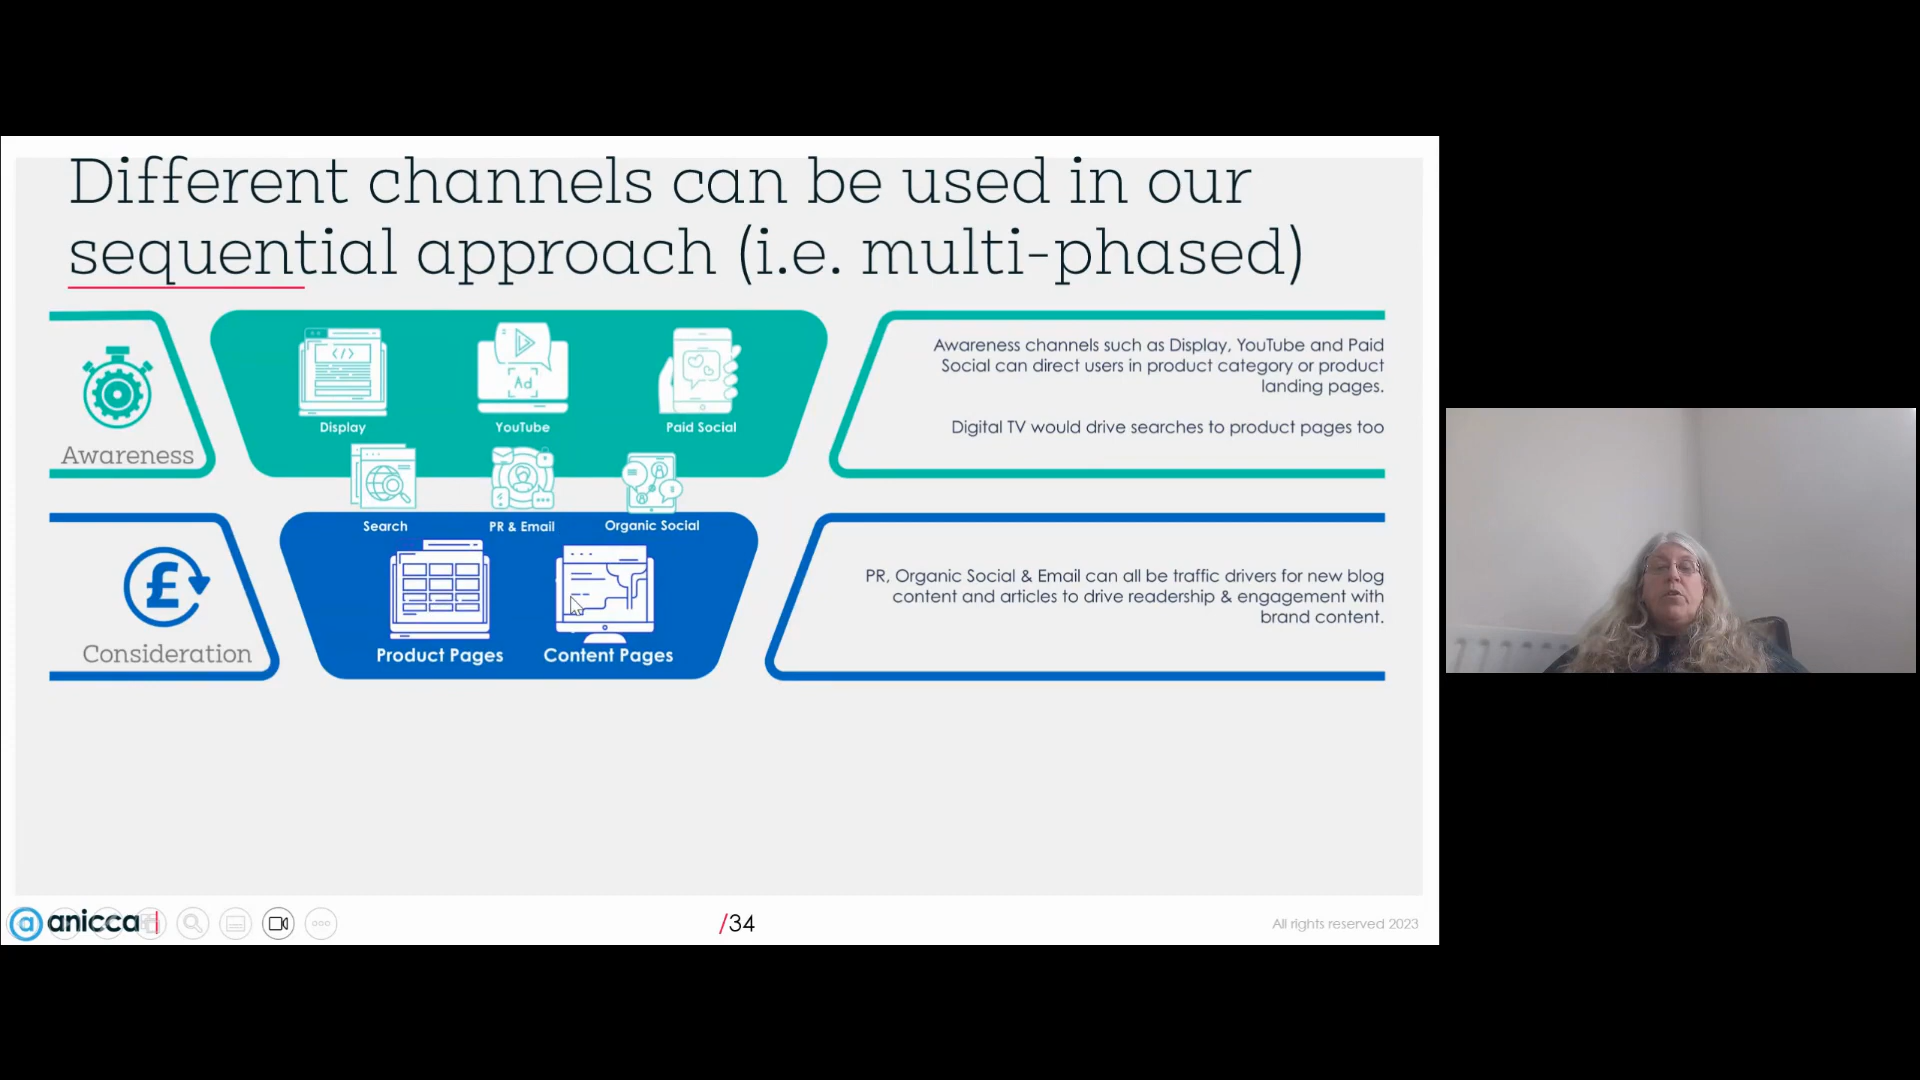 Different channels can be used in our
sequential approach (i.e. multi-phased)
Awareness
Display
YouTube
Ad
Paid Social
Awareness channels such as Display, YouTube and Paid
Social can direct users in product category or product
landing pages.
Digital TV would drive searches to product pages too
Search
PR & Email
Organic Social
Consideration
£
Product Pages
Content Pages
PR, Organic Social & Email can all be traffic drivers for new blog
content and articles to drive readership & engagement with
brand content.
a anicca
/34
All rights reserved 2023